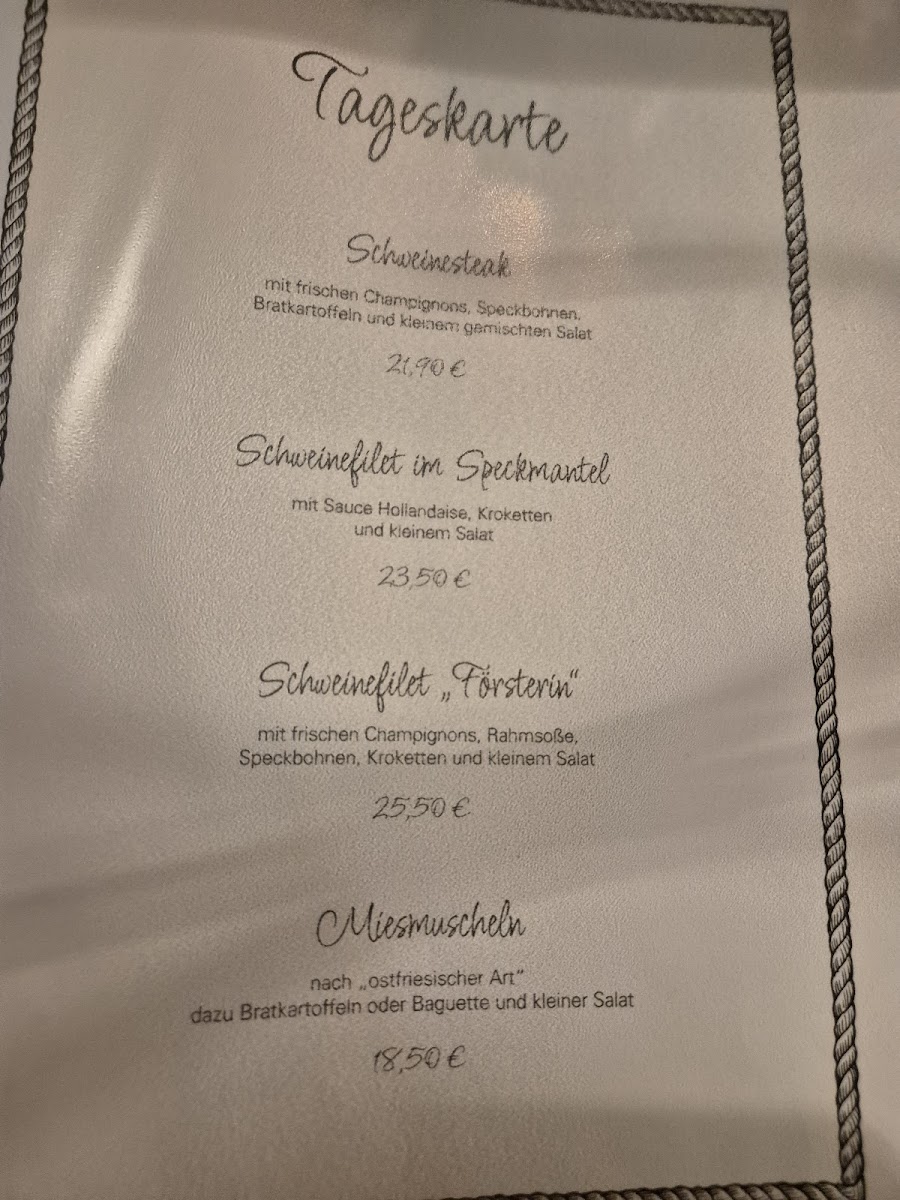 Tageskarte
Schweinesteak
mit frischen Champignons, Speckbohnen,
Bratkartoffeln und kleinem gemischten Salat
21,90 €
Schweinefilet im Speckmantel
mit Sauce Hollandaise, Kroketten
und kleinem Salat
23,50 €
Schweinefilet „Försterin“
mit frischen Champignons, Rahmsoße,
Speckbohnen, Kroketten und kleinem Salat
25,50 €
Miesmuscheln
nach „ostfriesischer Art“
dazu Bratkartoffeln oder Baguette und kleiner Salat
18,50 €